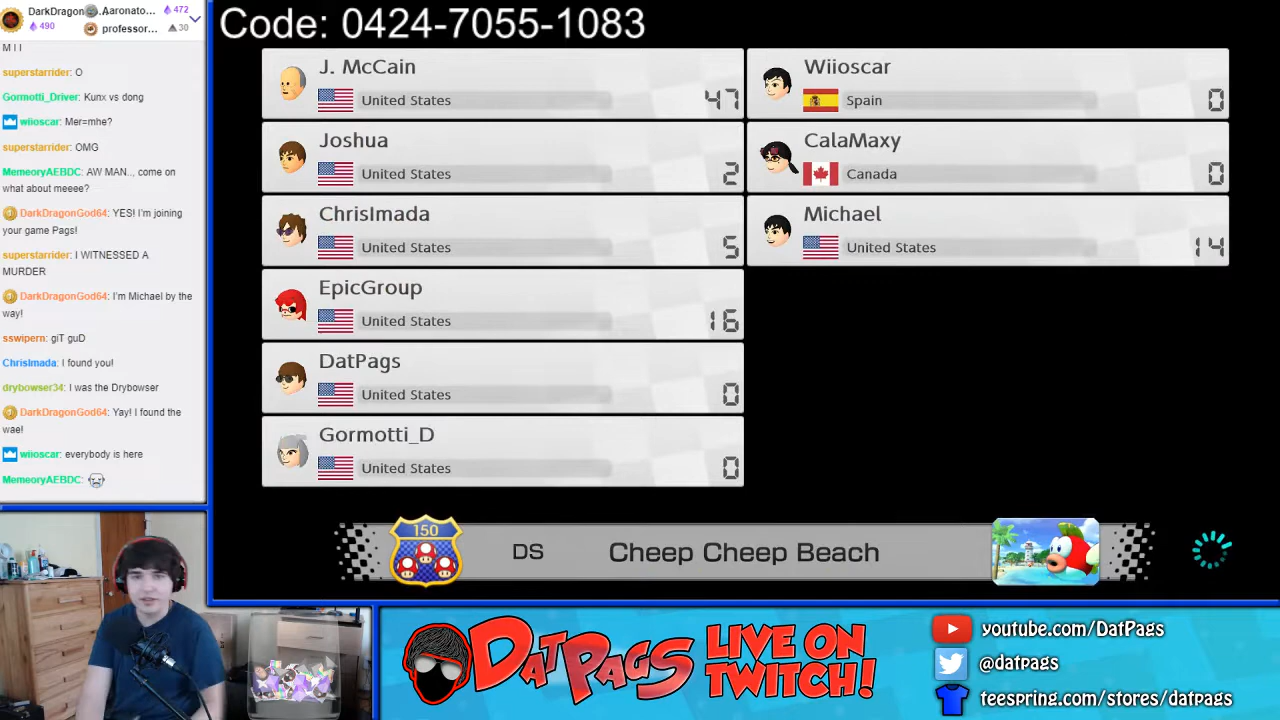 DarkDragon... 490
Aaronato... 472
professor... 30
M I I
superstarrider: O
Gormotti_Driver: Kunx vs dong
wiioscar: Mer=mhe?
superstarrider: OMG
MemeoryAEBDC: AW MAN.., come on
what about meeee?
DarkDragonGod64: YES! I'm joining
your game Pags!
superstarrider: I WITNESSED A
MURDER
DarkDragonGod64: I'm Michael by the
way!
sswipern: giT guD
ChrisImada: I found you!
drybowser34: I was the Drybowser
DarkDragonGod64: Yay! I found the
wae!
wiioscar: everybody is here
MemeoryAEBDC:
Code: 0424-7055-1083
J. McCain
United States 47
Joshua
United States 2
ChrisImada
United States 5
EpicGroup
United States 16
DatPags
United States 0
Gormotti_D
United States 0
Wiioscar
Spain 0
CalaMaxy
Canada 0
Michael
United States 14
150 DS Cheep Cheep Beach
DATPAGS LIVE ON
TWITCH!
youtube.com/DatPags
@datpags
teespring.com/stores/datpags